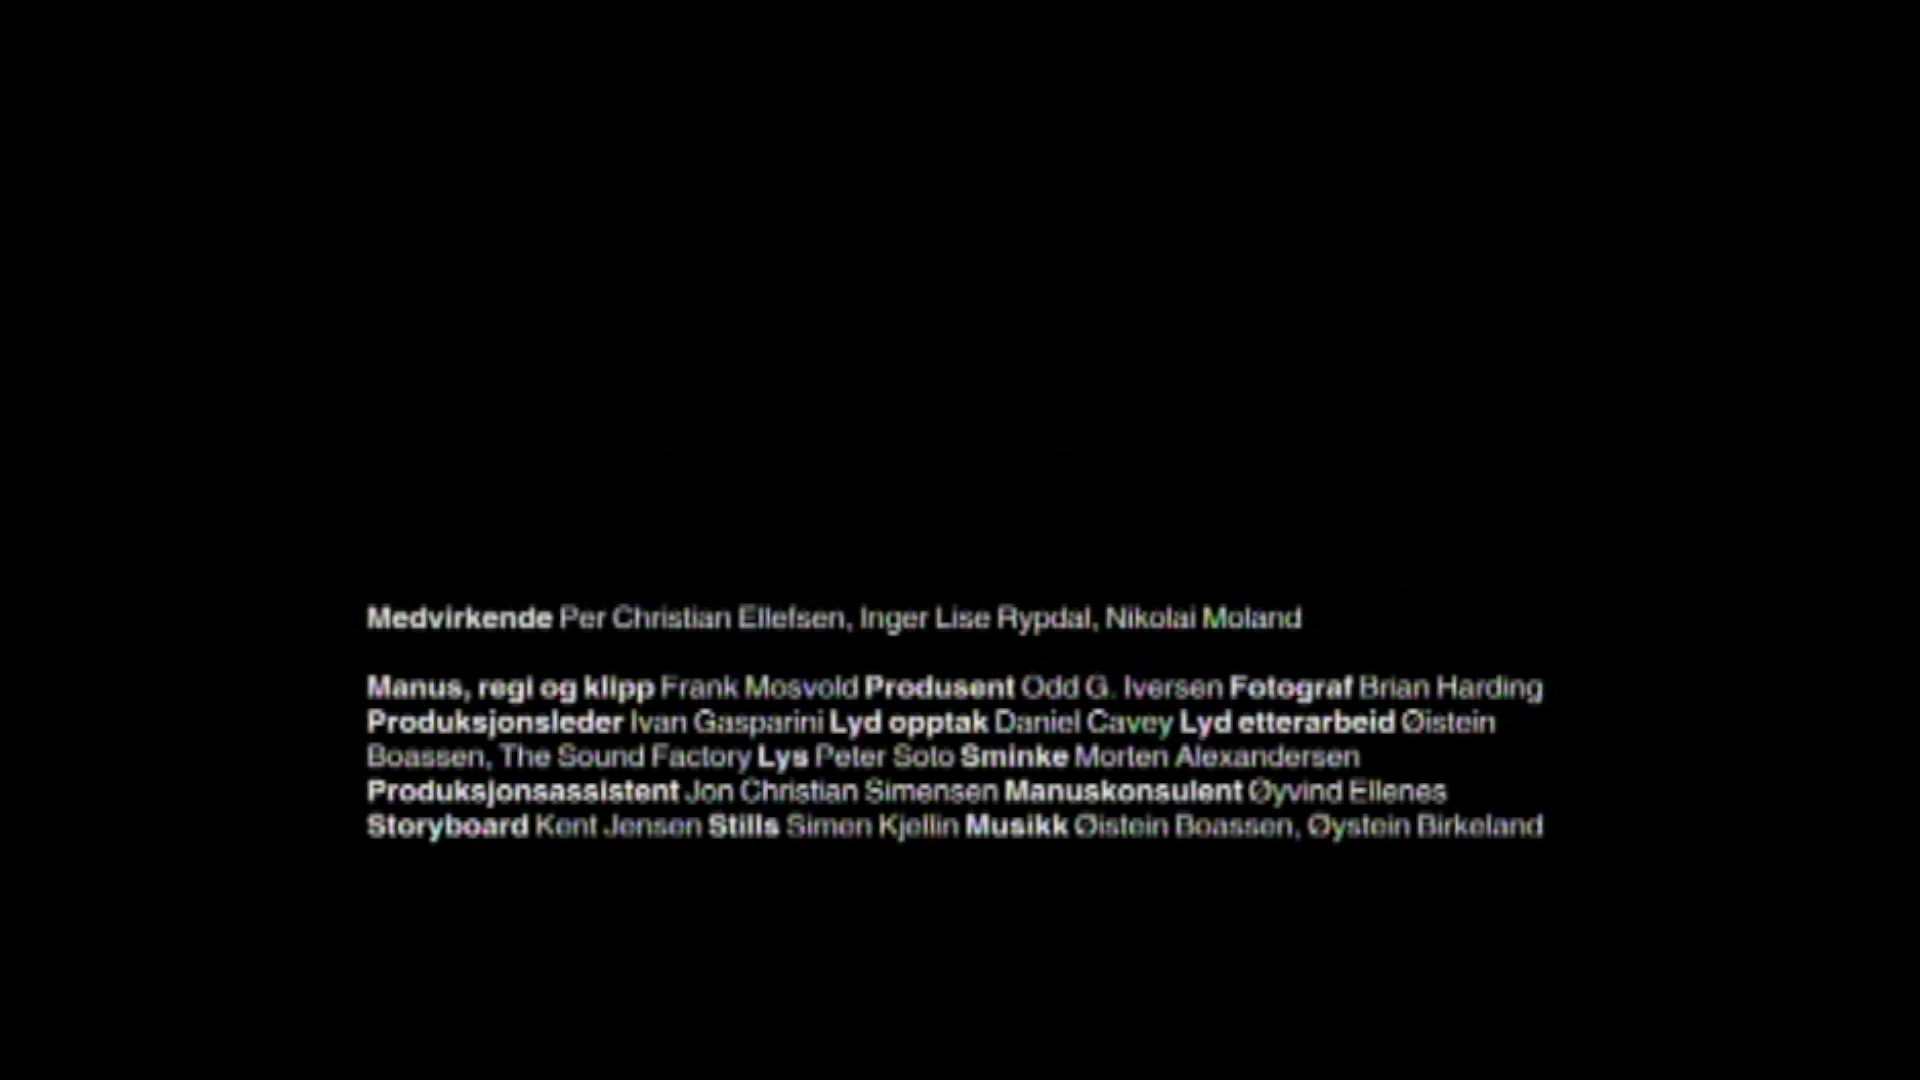 Medvirkende Per Christian Ellefsen, Inger Lise Rypdal, Nikolai Moland
Manus, regi og klipp Frank Mosvold Produsent Odd G. Iversen Fotograf Brian Harding
Produksjonsleder Ivan Gasparini Lyd opptak Daniel Cavey Lyd etterarbeid Øistein
Boassen, The Sound Factory Lys Peter Soto Sminke Morten Alexandersen
Produksjonsassistent Jon Christian Simensen Manuskonsulent Øyvind Ellenes
Storyboard Kent Jensen Stills Simen Kjellin Musikk Øistein Boassen, Øystein Birkeland